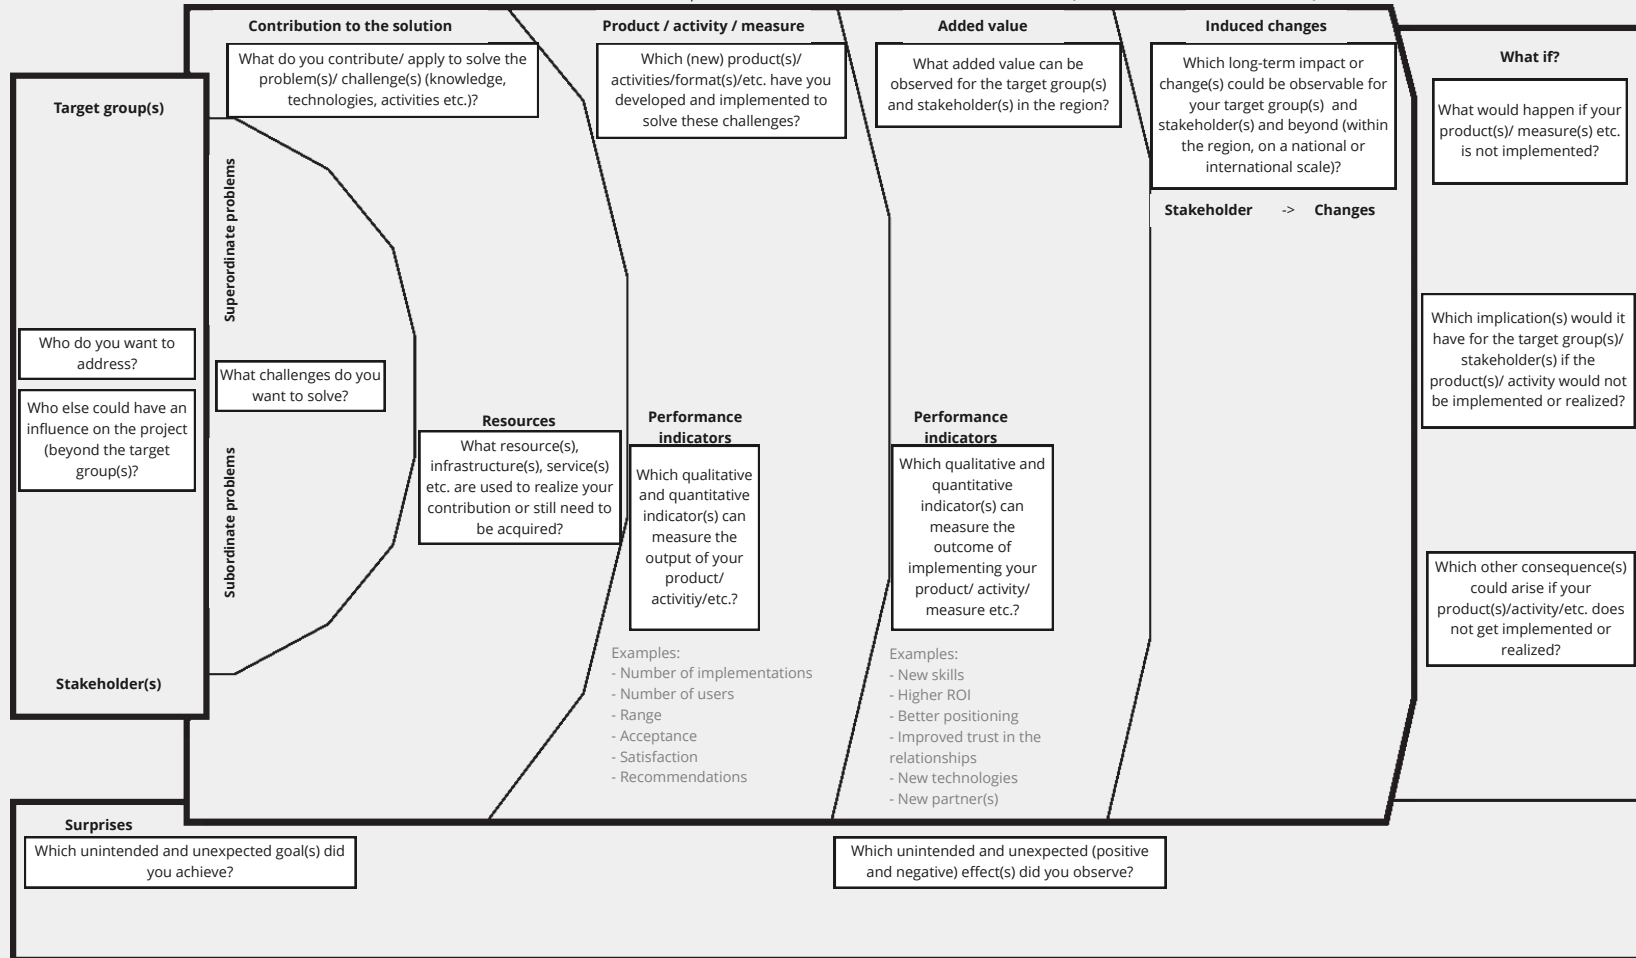 Contribution to the solution
What do you contribute/ apply to solve the
problem(s)/ challenge(s) (knowledge,
technologies, activities etc.)?
Product / activity / measure
Which (new) product(s)/
activities/format(s)/etc. have you
developed and implemented to
solve these challenges?
Added value
What added value can be
observed for the target group(s)
and stakeholder(s) in the region?
Induced changes
Which long-term impact or
change(s) could be observable for
your target group(s) and
stakeholder(s) and beyond (within
the region, on a national or
international scale)?
Stakeholder -> Changes
What if?
What would happen if your
product(s)/ measure(s) etc.
is not implemented?
Which implication(s) would it
have for the target group(s)/
stakeholder(s) if the
product(s)/ activity would not
be implemented or realized?
Which other consequence(s)
could arise if your
product(s)/activity/etc. does
not get implemented or
realized?
Target group(s)
Who do you want to
address?
Who else could have an
influence on the project
(beyond the target
group(s)?
Stakeholder(s)
Superordinate problems
What challenges do you
want to solve?
Subordinate problems
Resources
What resource(s),
infrastructure(s), service(s)
etc. are used to realize your
contribution or still need to
be acquired?
Performance
indicators
Which qualitative
and quantitative
indicator(s) can
measure the
output of your
product/
activitiy/etc.?
Examples:
- Number of implementations
- Number of users
- Range
- Acceptance
- Satisfaction
- Recommendations
Performance
indicators
Which qualitative and
quantitative
indicator(s) can
measure the
outcome of
implementing your
product/ activity/
measure etc.?
Examples:
- New skills
- Higher ROI
- Better positioning
- Improved trust in the
relationships
- New technologies
- New partner(s)
Surprises
Which unintended and unexpected goal(s) did
you achieve?
Which unintended and unexpected (positive
and negative) effect(s) did you observe?